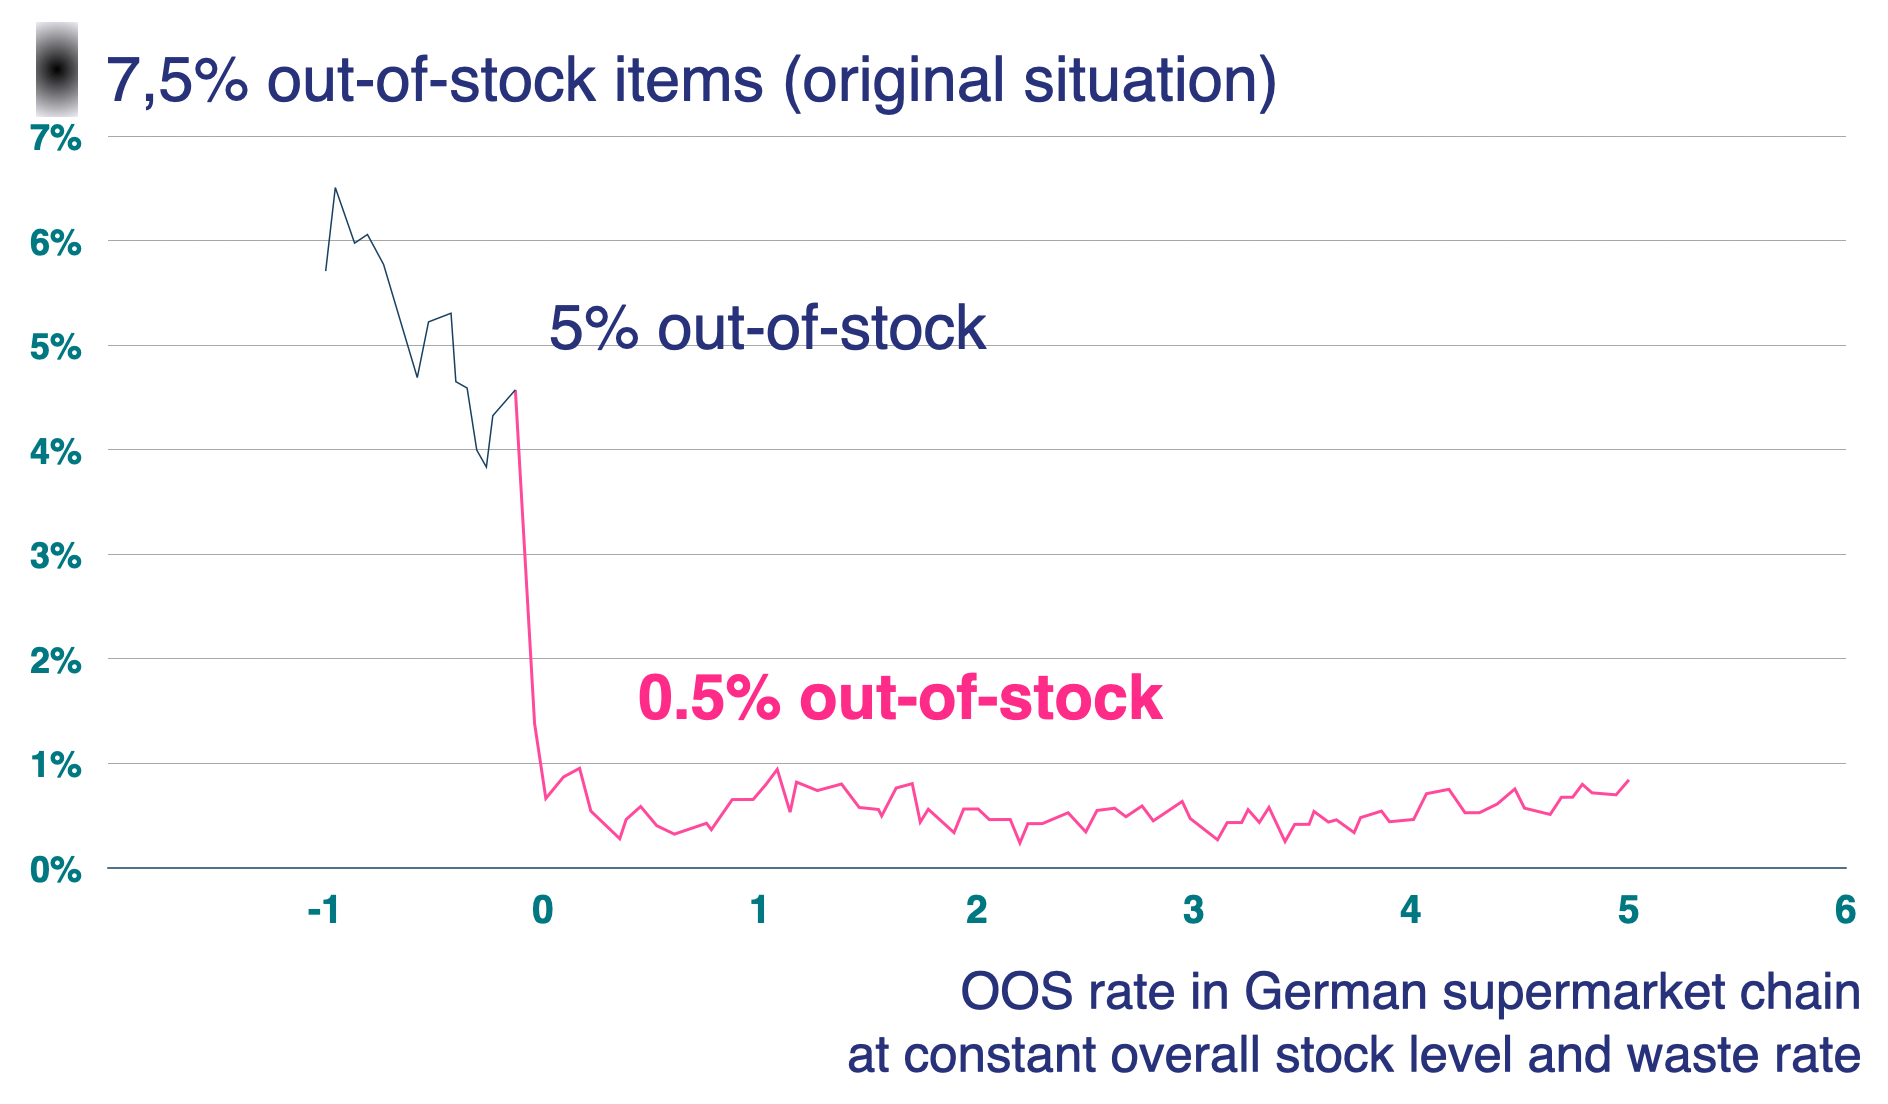 7,5% out-of-stock items (original situation)
7%
6%
5% out-of-stock
5%
4%
3%
2%
0.5% out-of-stock
1%
0%
-1 0 1 2 3 4 5 6
OOS rate in German supermarket chain
at constant overall stock level and waste rate